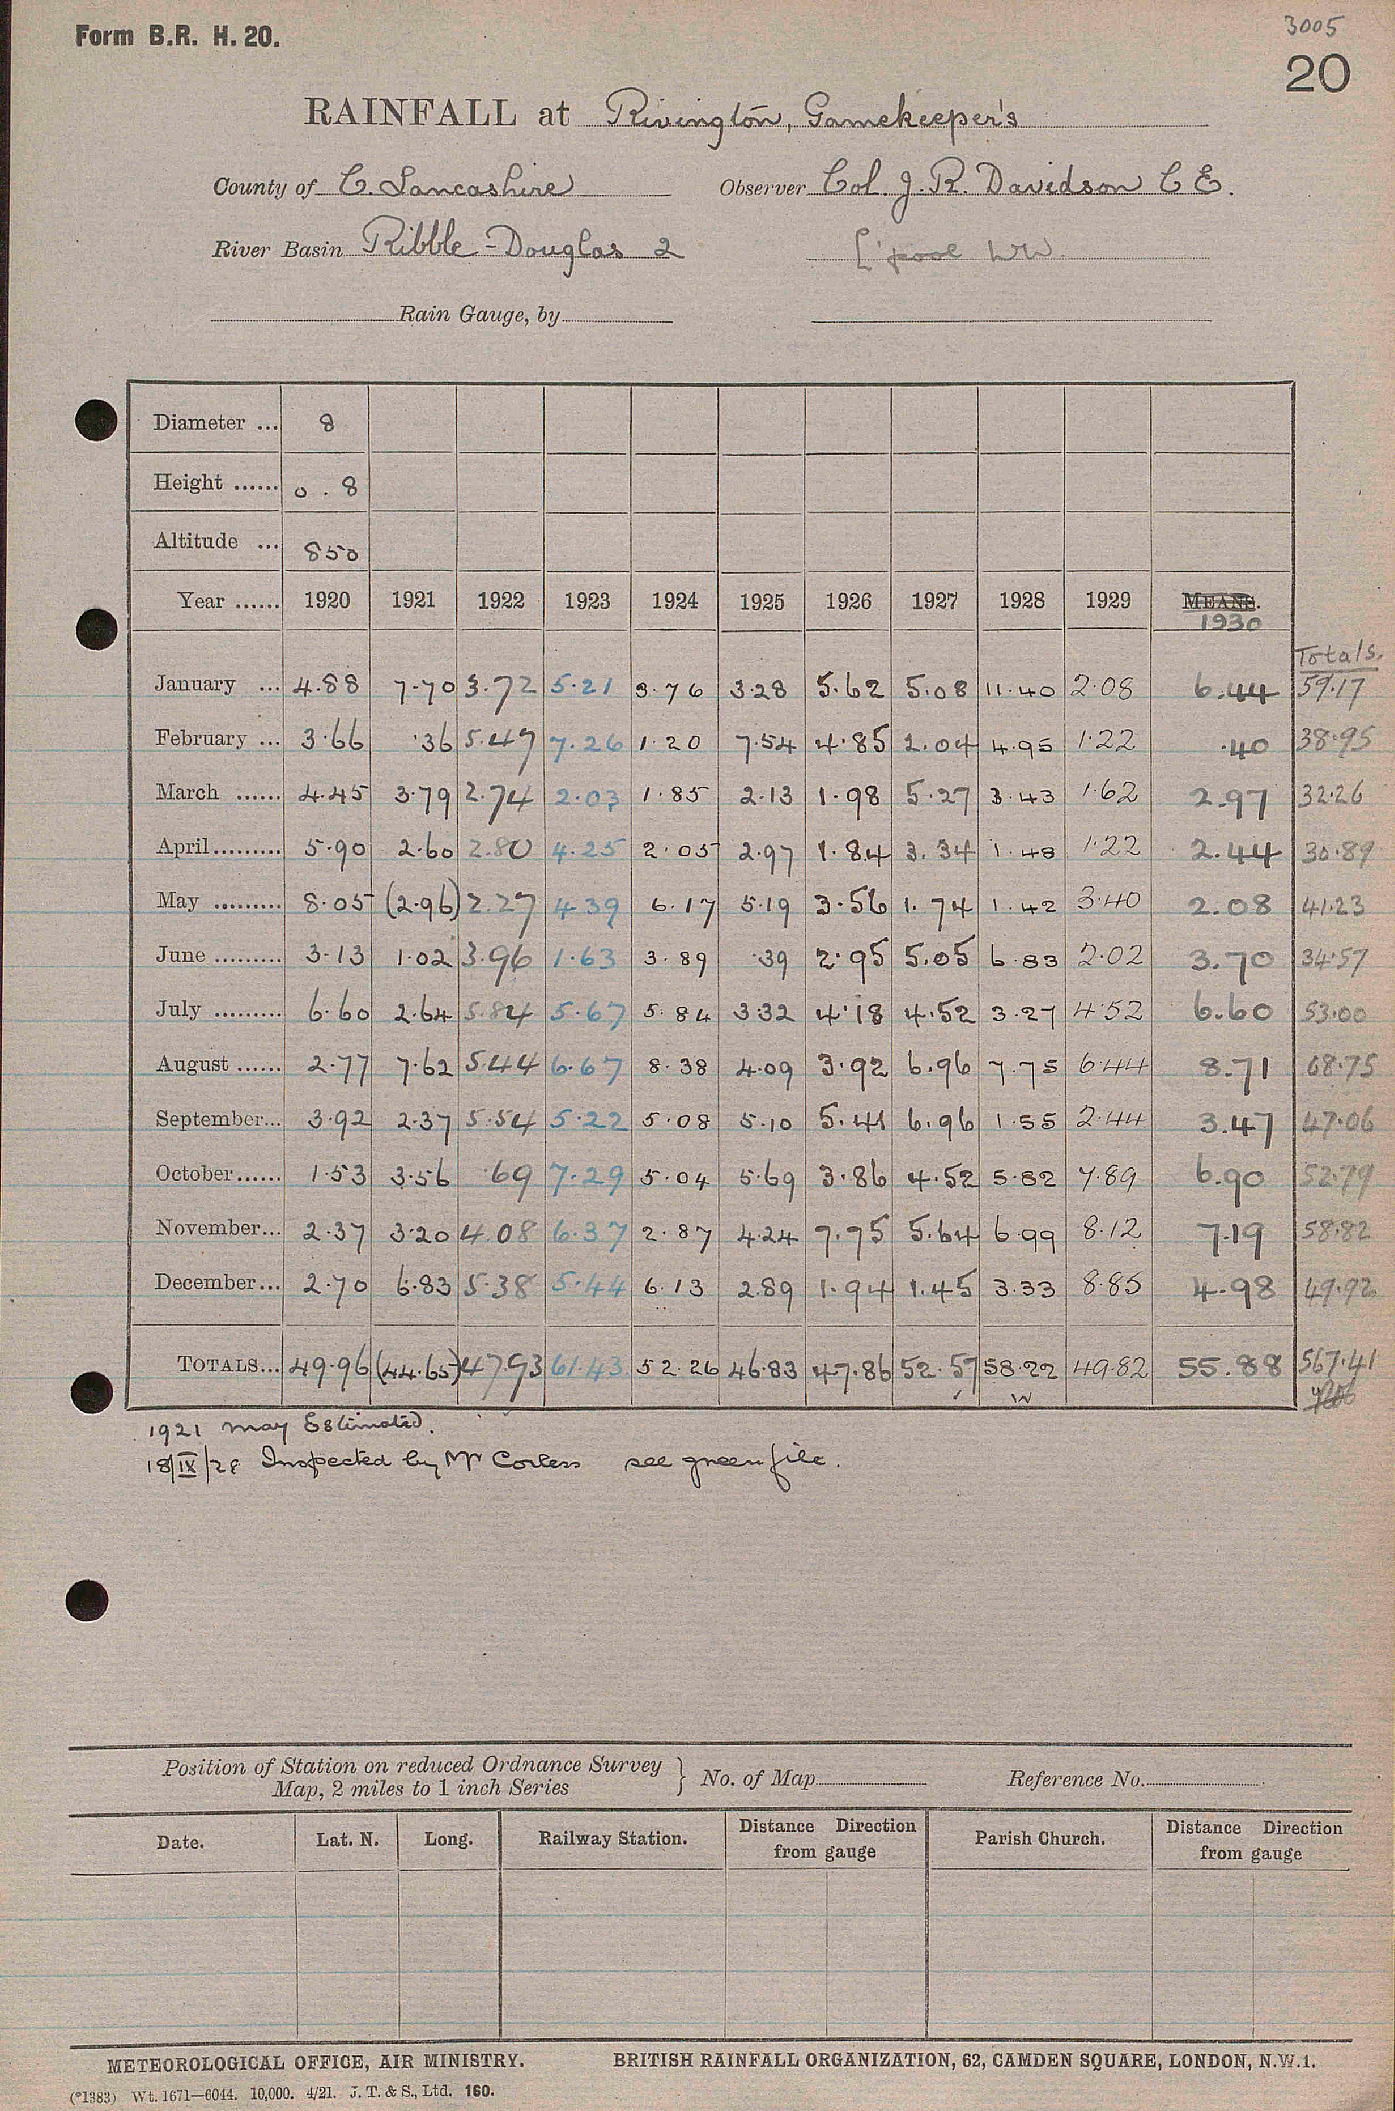 Form B.R. H. 20.
3005
20
RAINFALL at Rivington, Gamekeeper's
County of C. Lancashire Observer Col. J. R. Davidson C E.
River Basin Ribble - Douglas 2 L'pool WW.
Rain Gauge, by
Diameter ... 8
Height ...... 0 . 8
Altitude ... 850
Year ...... 1920 1921 1922 1923 1924 1925 1926 1927 1928 1929 MEANS. 1930
Totals.
January ... 4.88 7.70 3.72 5.21 3.76 3.28 5.62 5.08 11.40 2.08 6.44 59.17
February ... 3.66 .36 5.47 7.26 1.20 7.54 4.85 2.04 4.95 1.22 .40 38.95
March ...... 4.45 3.79 2.74 2.03 1.85 2.13 1.98 5.27 3.43 1.62 2.97 32.26
April......... 5.90 2.60 2.80 4.25 2.05 2.97 1.84 3.34 1.48 1.22 2.44 30.89
May ......... 8.05 (2.96) 2.27 4.39 6.17 5.19 3.56 1.74 1.42 3.40 2.08 41.23
June ......... 3.13 1.02 3.96 1.63 3.89 .39 2.95 5.05 6.83 2.02 3.70 34.57
July ......... 6.60 2.64 5.84 5.67 5.84 3.32 4.18 4.52 3.27 4.52 6.60 53.00
August ...... 2.77 7.62 5.44 6.67 8.38 4.09 3.92 6.96 7.75 6.44 8.71 68.75
September... 3.92 2.37 5.54 5.22 5.08 5.10 5.41 6.96 1.55 2.44 3.47 47.06
October...... 1.53 3.56 .69 7.29 5.04 5.69 3.86 4.52 5.82 7.89 6.90 52.79
November... 2.37 3.20 4.08 6.37 2.87 4.24 7.75 5.64 6.99 8.12 7.19 58.82
December... 2.70 6.83 5.38 5.44 6.13 2.89 1.94 1.45 3.33 8.85 4.98 49.92
TOTALS... 49.96 (44.65) 47.93 61.43 52.26 46.83 47.86 52.57 58.22 49.82 55.88 567.41
W
1921 May Estimated.
18/IX/28 Inspected by Mr Corless see green file.
Position of Station on reduced Ordnance Survey
Map, 2 miles to 1 inch Series } No. of Map Reference No.
Date. Lat. N. Long. Railway Station. Distance Direction from gauge Parish Church. Distance Direction from gauge
METEOROLOGICAL OFFICE, AIR MINISTRY. BRITISH RAINFALL ORGANIZATION, 62, CAMDEN SQUARE, LONDON, N.W.1.
(*1383) Wt. 1671—6044. 10,000. 4/21. J. T. & S., Ltd. 160.